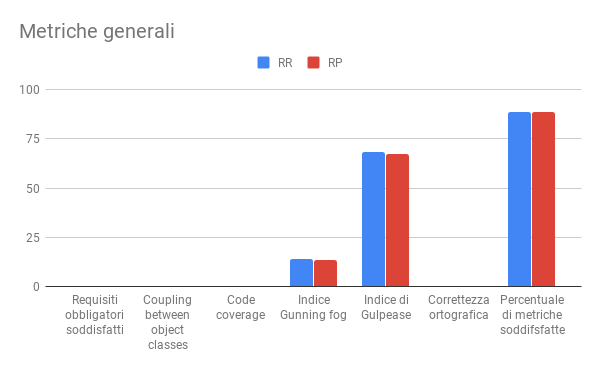 Metriche generali
RR RP
100
75
50
25
0
Requisiti
obbligatori
soddisfatti
Coupling
between
object
classes
Code
coverage
Indice
Gunning fog
Indice di
Gulpease
Correttezza
ortografica
Percentuale
di metriche
soddifsfatte